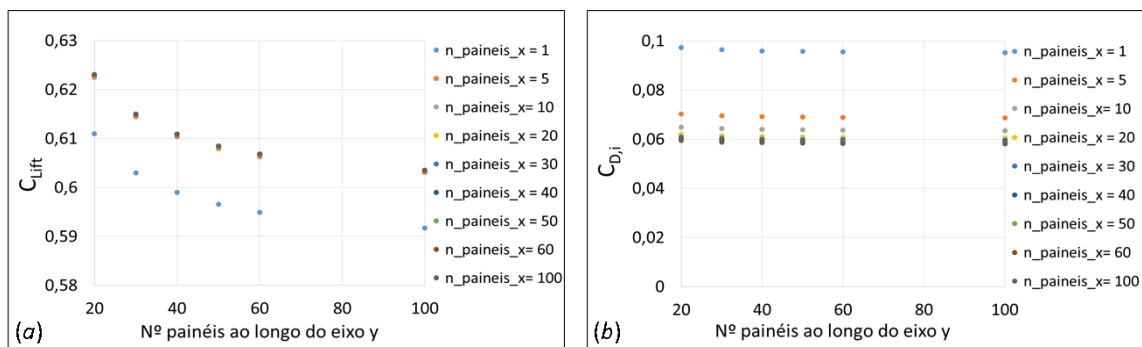 0,63
0,62
0,61
0,6
0,59
0,58
C_Lift
20 40 60 80 100
Nº painéis ao longo do eixo y
(a)
n_paineis_x = 1
n_paineis_x = 5
n_paineis_x= 10
n_paineis_x = 20
n_paineis_x = 30
n_paineis_x = 40
n_paineis_x = 50
n_paineis_x= 60
n_paineis_x = 100
0,1
0,08
0,06
0,04
0,02
0
C_D,i
20 40 60 80 100
Nº painéis ao longo do eixo y
(b)
n_paineis_x = 1
n_paineis_x = 5
n_paineis_x= 10
n_paineis_x = 20
n_paineis_x = 30
n_paineis_x = 40
n_paineis_x = 50
n_paineis_x= 60
n_paineis_x = 100